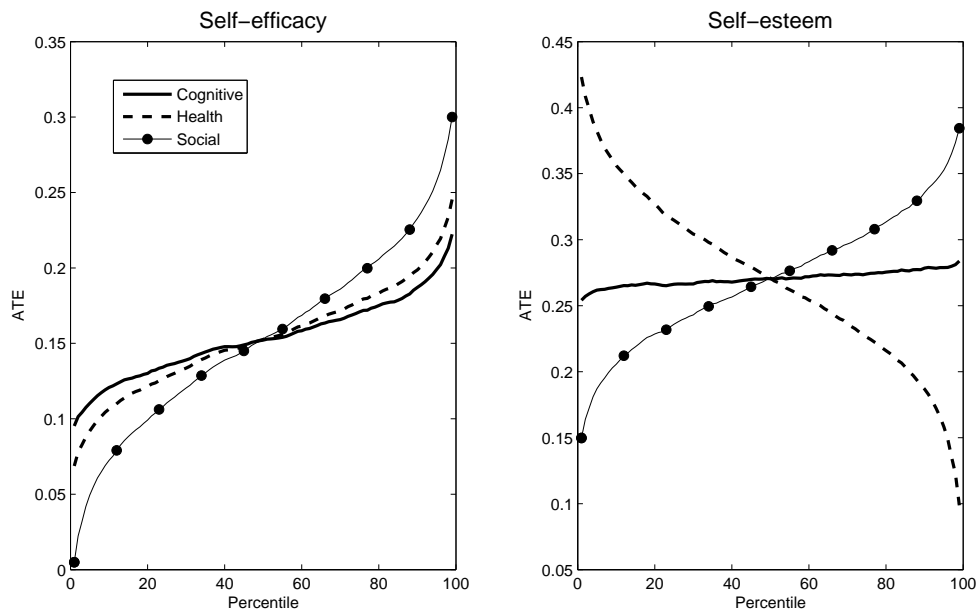 Self−efficacy
0.35
0.3
0.25
0.2
0.15
0.1
0.05
0
ATE
Cognitive
Health
Social
0 20 40 60 80 100
Percentile
Self−esteem
0.45
0.4
0.35
0.3
0.25
0.2
0.15
0.1
0.05
ATE
0 20 40 60 80 100
Percentile